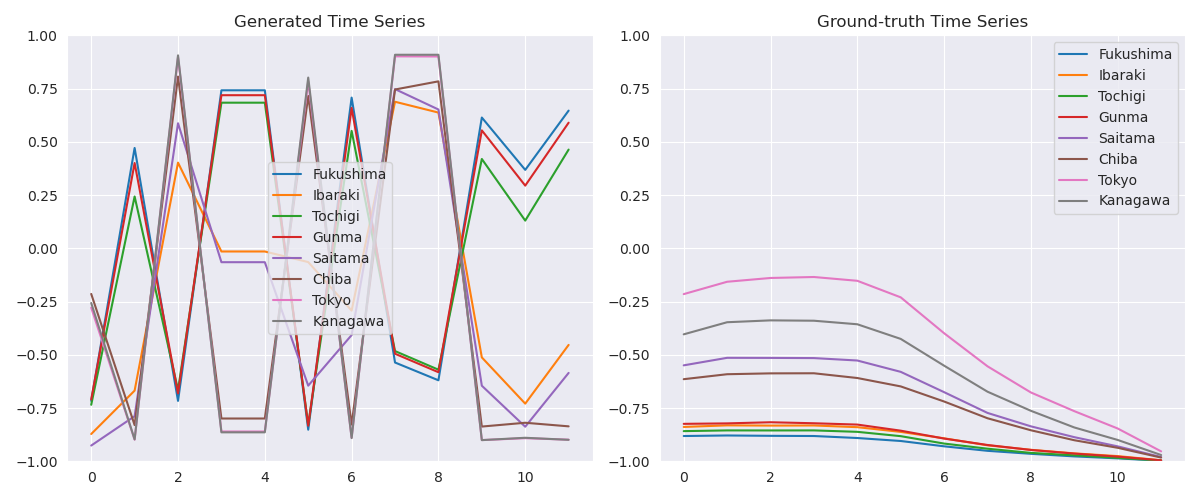 Generated Time Series
1.00
0.75
0.50
0.25
0.00
−0.25
−0.50
−0.75
−1.00
0 2 4 6 8 10
Fukushima
Ibaraki
Tochigi
Gunma
Saitama
Chiba
Tokyo
Kanagawa
Ground-truth Time Series
1.00
0.75
0.50
0.25
0.00
−0.25
−0.50
−0.75
−1.00
0 2 4 6 8 10
Fukushima
Ibaraki
Tochigi
Gunma
Saitama
Chiba
Tokyo
Kanagawa